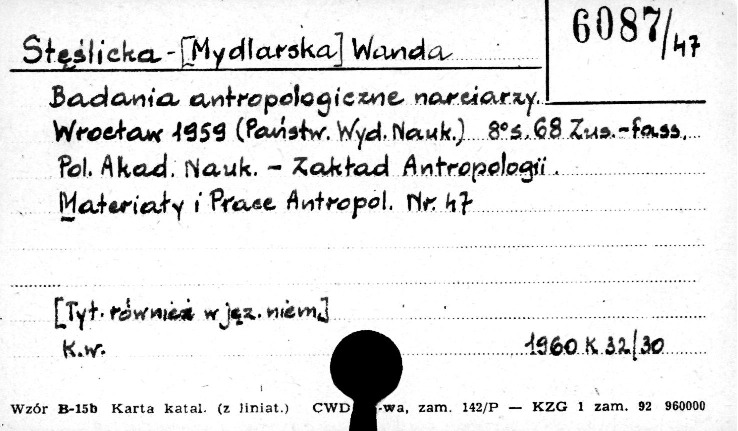 6087/47
Stęślicka-[Mydlarska] Wanda
Badania antropologiczne narciarzy.
Wrocław 1959 (Państw. Wyd. Nauk.) 8° s. 68 Zus.-fass.
Pol. Akad. Nauk. - Zakład Antropologii.
Materiały i Prace Antropol. Nr. 47
[Tyt. również w jęz. niem.]
K.w. 1960 K 32/30
Wzór B-15b Karta katal. (z liniat.) CWD -wa, zam. 142/P — KZG 1 zam. 92 960000